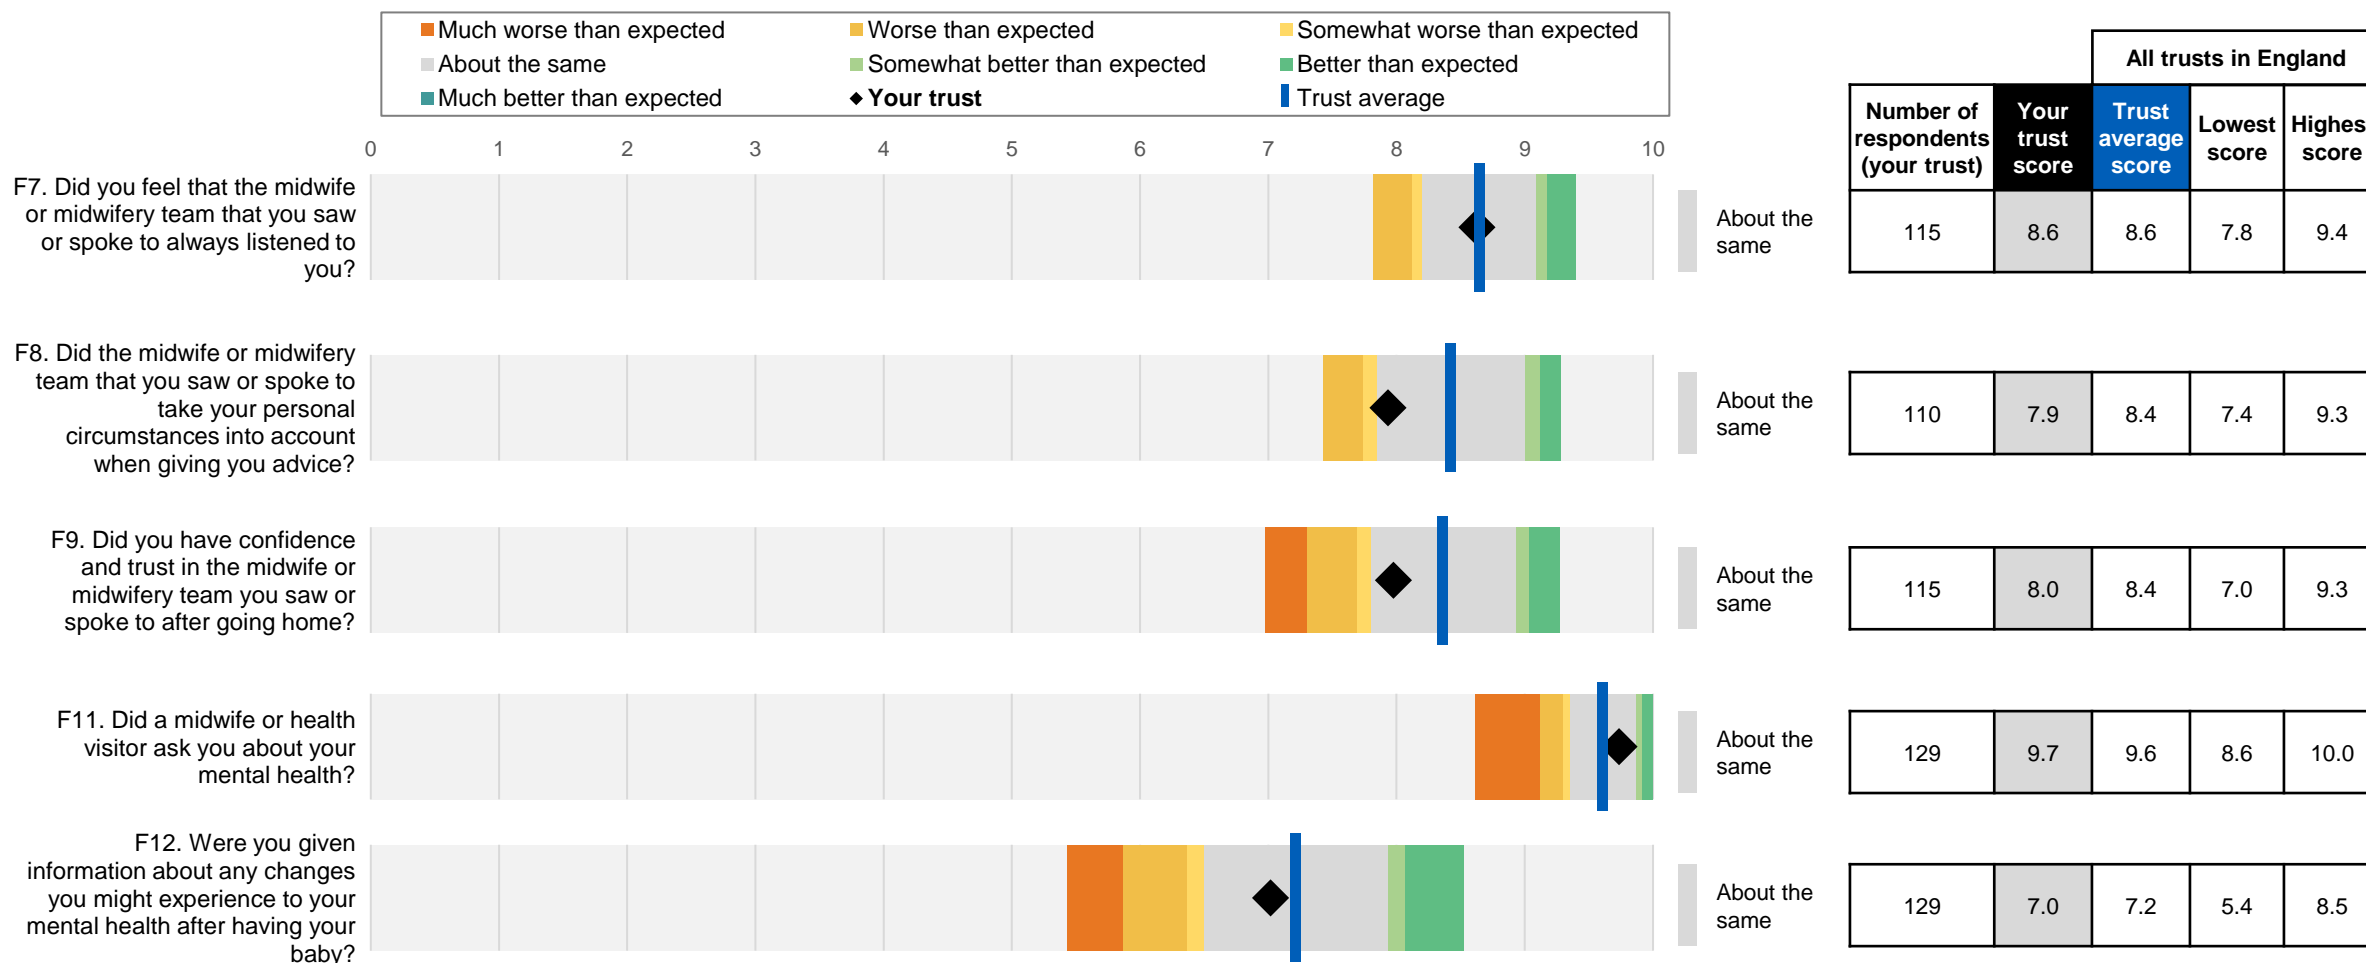 Much worse than expected
Worse than expected
Somewhat worse than expected
About the same
Somewhat better than expected
Better than expected
Much better than expected
Your trust
Trust average
All trusts in England
Number of
respondents
(your trust)
Your
trust
score
Trust
average
score
Lowest
score
Highes
score
0 1 2 3 4 5 6 7 8 9 10
F7. Did you feel that the midwife
or midwifery team that you saw
or spoke to always listened to
you?
About the
same
115 8.6 8.6 7.8 9.4
F8. Did the midwife or midwifery
team that you saw or spoke to
take your personal
circumstances into account
when giving you advice?
About the
same
110 7.9 8.4 7.4 9.3
F9. Did you have confidence
and trust in the midwife or
midwifery team you saw or
spoke to after going home?
About the
same
115 8.0 8.4 7.0 9.3
F11. Did a midwife or health
visitor ask you about your
mental health?
About the
same
129 9.7 9.6 8.6 10.0
F12. Were you given
information about any changes
you might experience to your
mental health after having your
baby?
About the
same
129 7.0 7.2 5.4 8.5